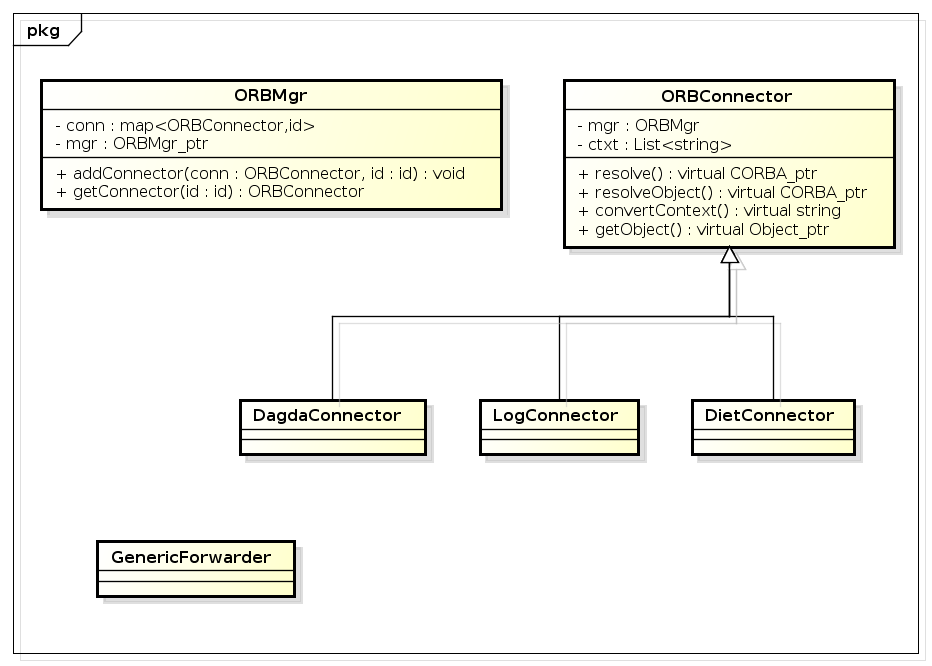 pkg
ORBMgr
- conn : map<ORBConnector,id>
- mgr : ORBMgr_ptr
+ addConnector(conn : ORBConnector, id : id) : void
+ getConnector(id : id) : ORBConnector
ORBConnector
- mgr : ORBMgr
- ctxt : List<string>
+ resolve() : virtual CORBA_ptr
+ resolveObject() : virtual CORBA_ptr
+ convertContext() : virtual string
+ getObject() : virtual Object_ptr
DagdaConnector
LogConnector
DietConnector
GenericForwarder